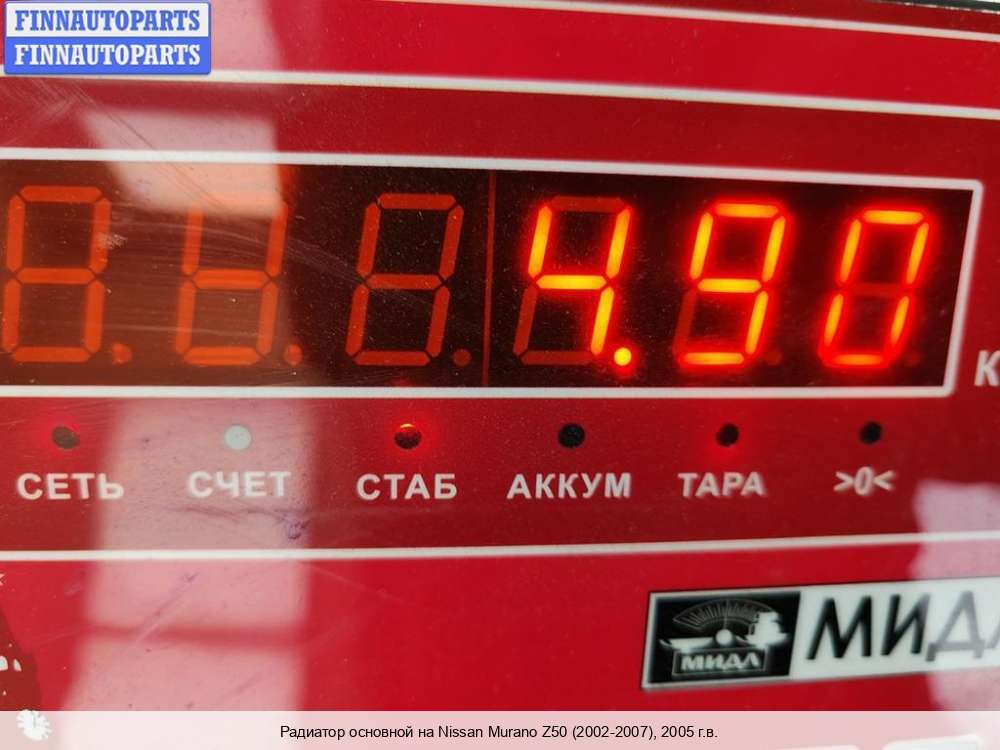 FINNAUTOPARTS
FINNAUTOPARTS
4.90
К
СЕТЬ СЧЕТ СТАБ АККУМ ТАРА >0<
МИДЛ МИДЛ
Радиатор основной на Nissan Murano Z50 (2002-2007), 2005 г.в.